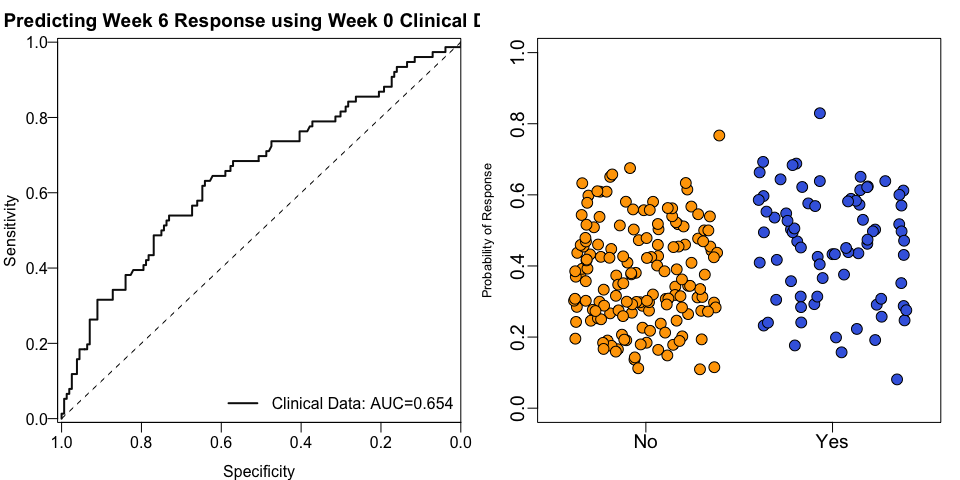 Predicting Week 6 Response using Week 0 Clinical
Sensitivity
1.0
0.8
0.6
0.4
0.2
0.0
Clinical Data: AUC=0.654
1.0 0.8 0.6 0.4 0.2 0.0
Specificity
Probability of Response
1.0
0.8
0.6
0.4
0.2
0.0
No Yes